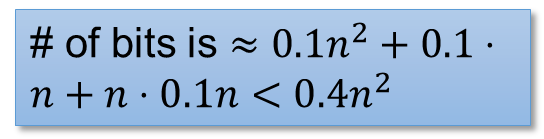 # of bits is ≈ 0.1n² + 0.1 ·
n + n · 0.1n < 0.4n²